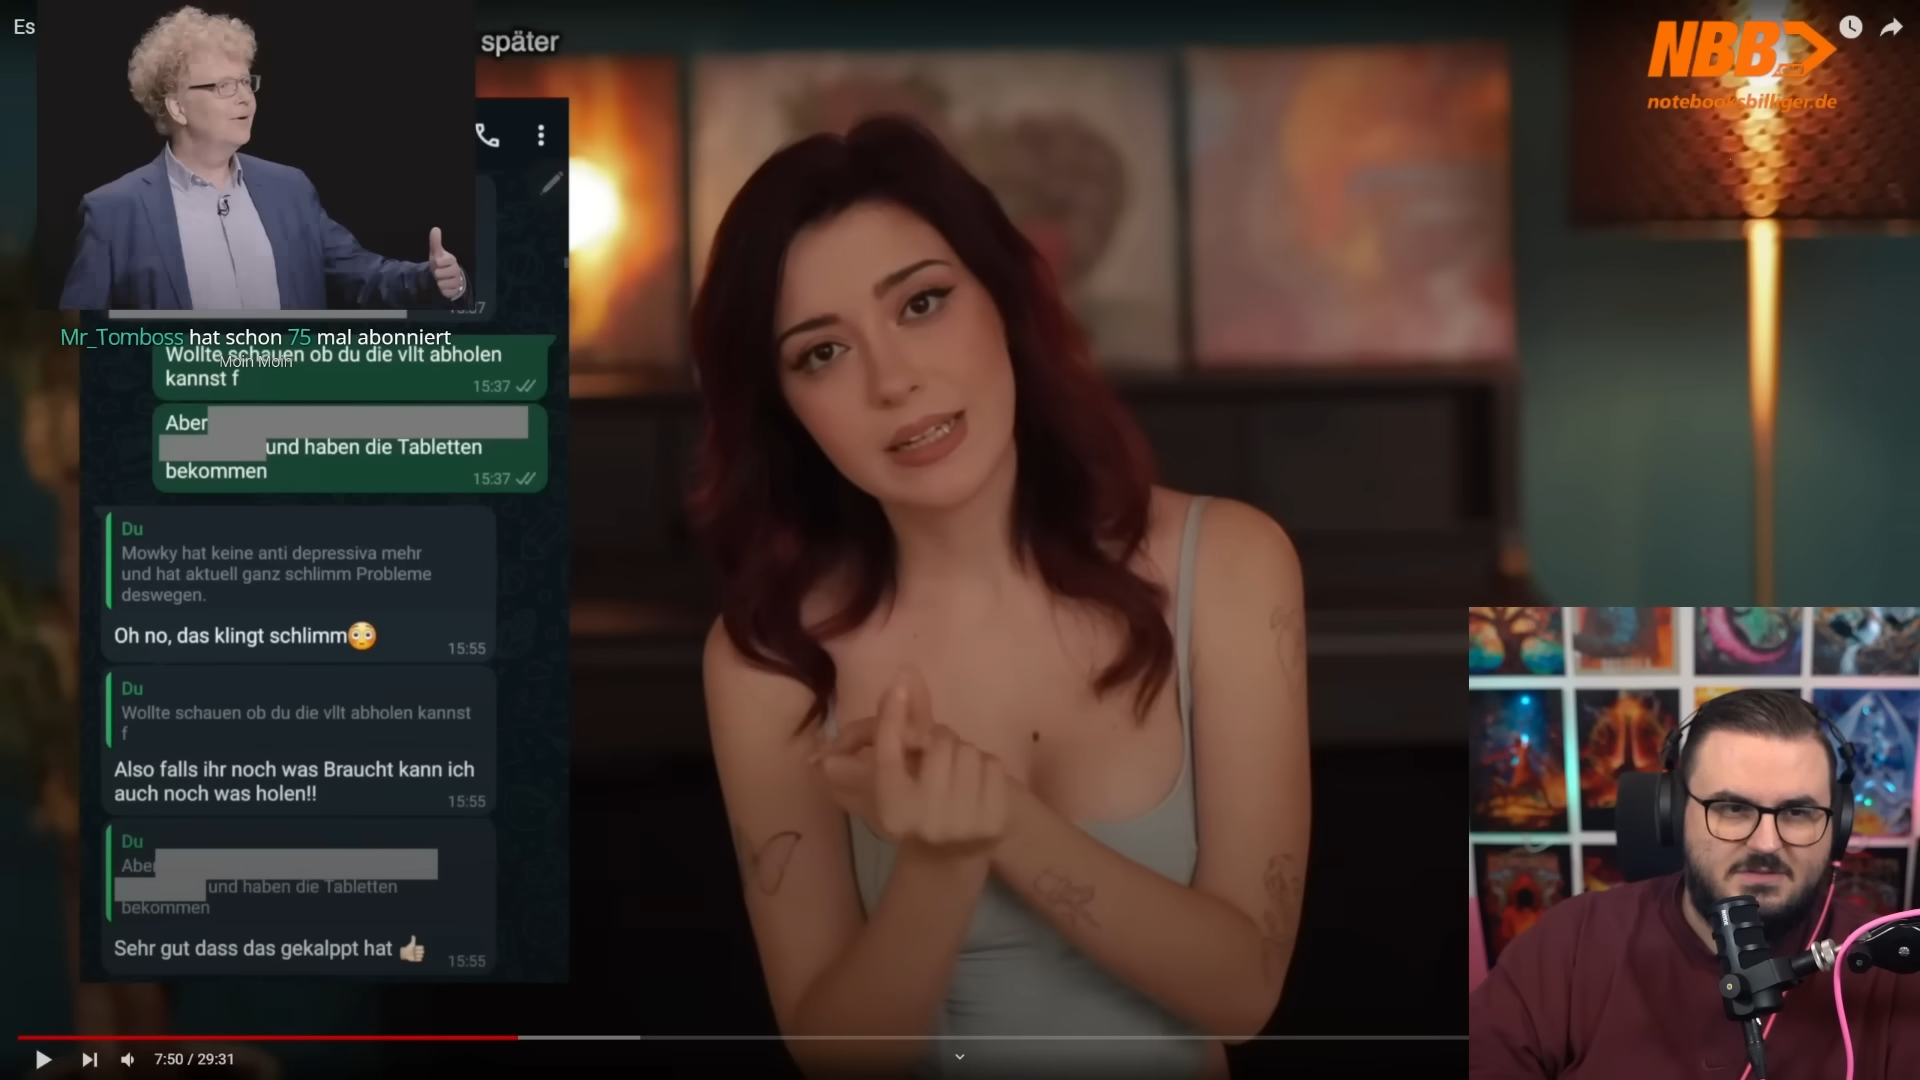 Es
später
NBB
notebooksbilliger.de
Mr_Tomboss hat schon 75 mal abonniert
Moin Moin
Wollte schauen ob du die vllt abholen
kannst f
15:37
Aber
und haben die Tabletten
bekommen
15:37
Du
Mowky hat keine anti depressiva mehr
und hat aktuell ganz schlimm Probleme
deswegen.
Oh no, das klingt schlimm😳
15:55
Du
Wollte schauen ob du die vllt abholen kannst
f
Also falls ihr noch was Braucht kann ich
auch noch was holen!!
15:55
Du
Aber
und haben die Tabletten
bekommen
Sehr gut dass das gekalppt hat 👍🏻
15:55
7:50 / 29:31